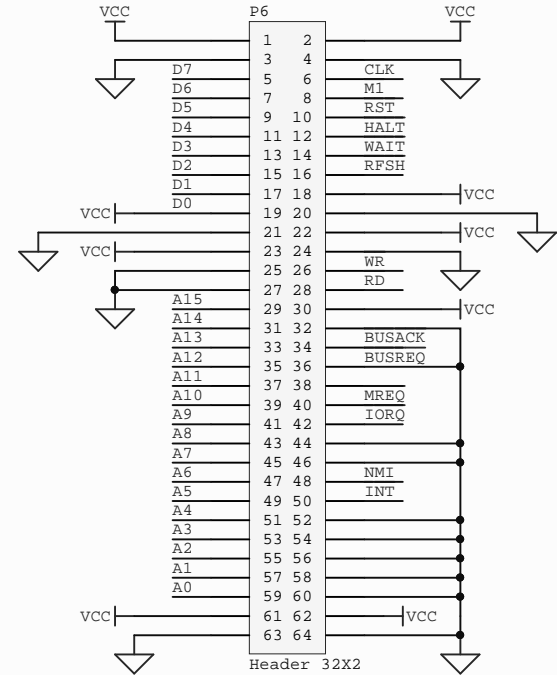 VCC P6 VCC
1 2
3 4
D7 5 6 CLK
D6 7 8 M1
D5 9 10 RST
D4 11 12 HALT
D3 13 14 WAIT
D2 15 16 RFSH
D1 17 18 VCC
D0
VCC 19 20
21 22 VCC
VCC 23 24
25 26 WR
27 28 RD
A15 29 30 VCC
A14 31 32
A13 33 34 BUSACK
A12 35 36 BUSREQ
A11 37 38
A10 39 40 MREQ
A9 41 42 IORQ
A8 43 44
A7 45 46
A6 47 48 NMI
A5 49 50 INT
A4 51 52
A3 53 54
A2 55 56
A1 57 58
A0 59 60
VCC 61 62 VCC
63 64
Header 32X2